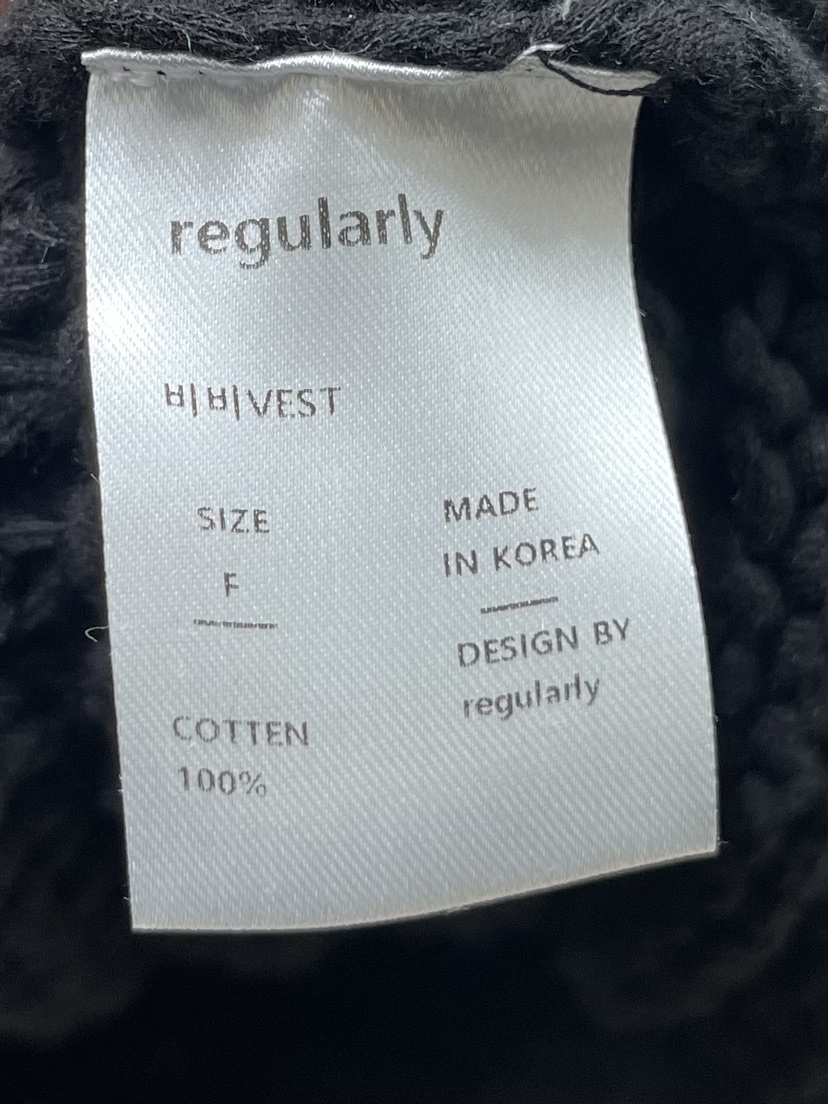 regularly
비비VEST
SIZE
F
MADE
IN KOREA
DESIGN BY
regularly
COTTEN
100%